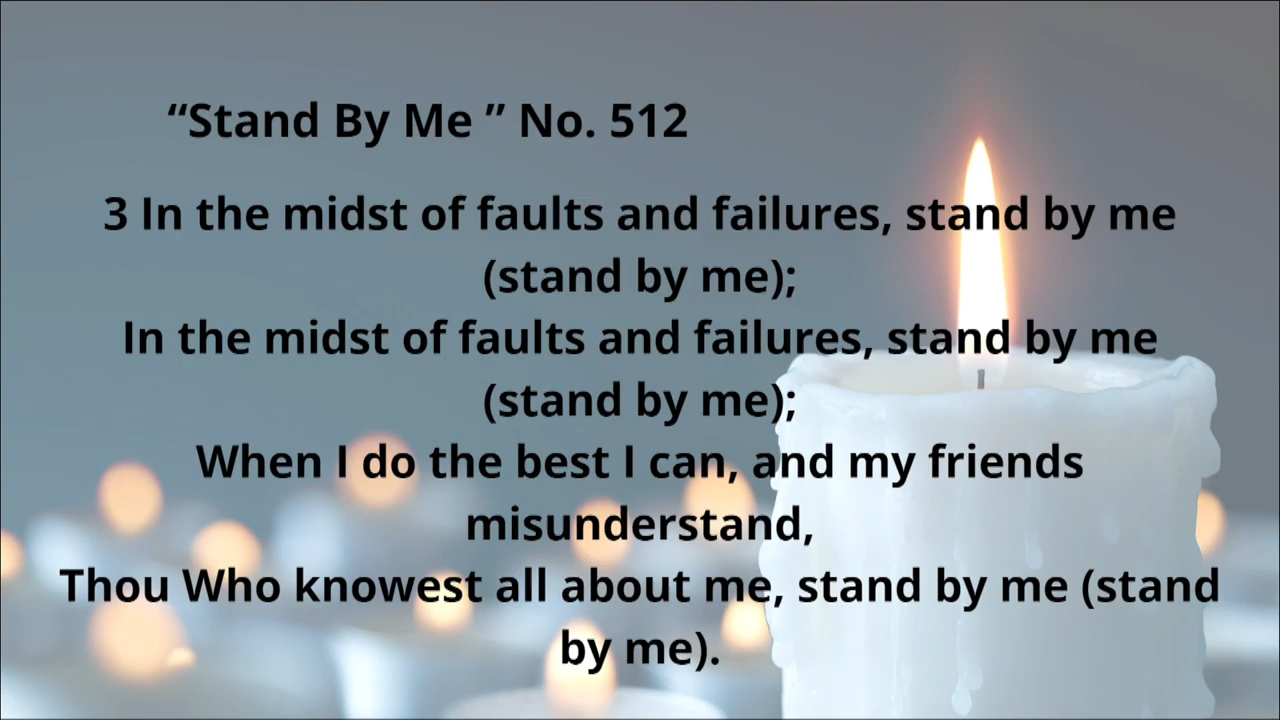 “Stand By Me ” No. 512
3 In the midst of faults and failures, stand by me
(stand by me);
In the midst of faults and failures, stand by me
(stand by me);
When I do the best I can, and my friends
misunderstand,
Thou Who knowest all about me, stand by me (stand
by me).